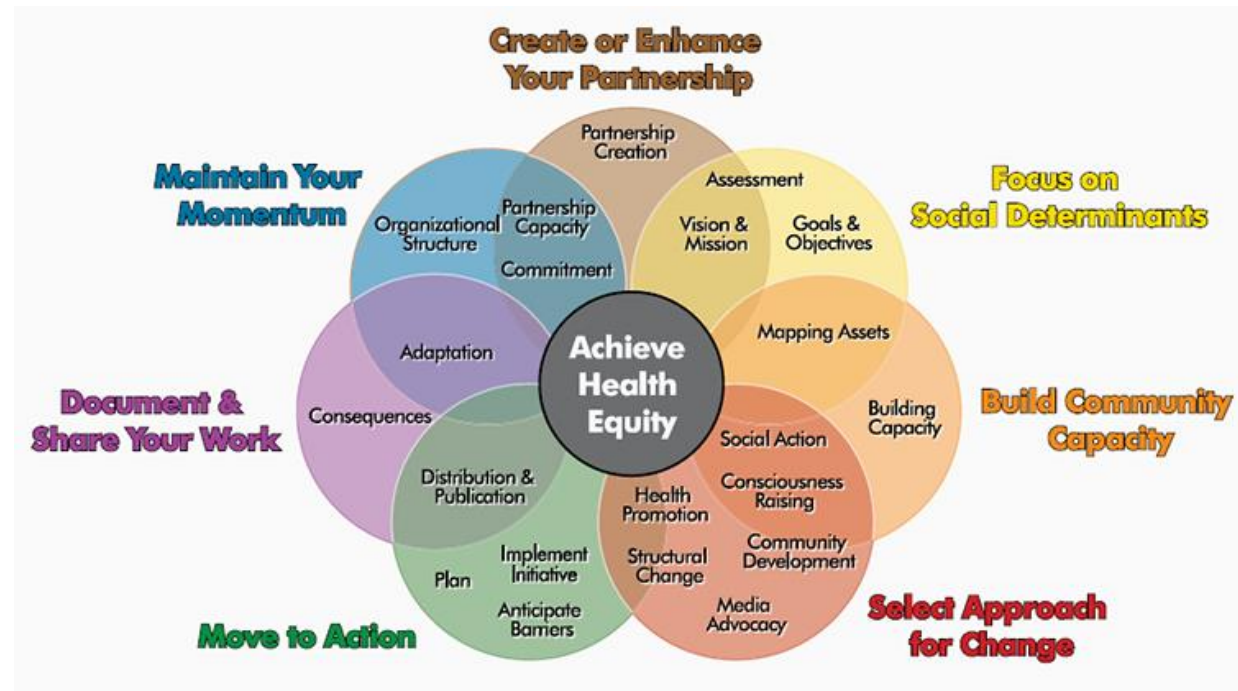 Create or Enhance
Your Partnership
Partnership
Creation
Maintain Your
Momentum
Organizational
Structure
Partnership
Capacity
Commitment
Assessment
Vision &
Mission
Goals &
Objectives
Focus on
Social Determinants
Mapping Assets
Adaptation
Achieve
Health
Equity
Document &
Share Your Work
Consequences
Building
Capacity
Build Community
Capacity
Social Action
Consciousness
Raising
Distribution &
Publication
Health
Promotion
Structural
Change
Community
Development
Media
Advocacy
Implement
Initiative
Plan
Anticipate
Barriers
Move to Action
Select Approach
for Change